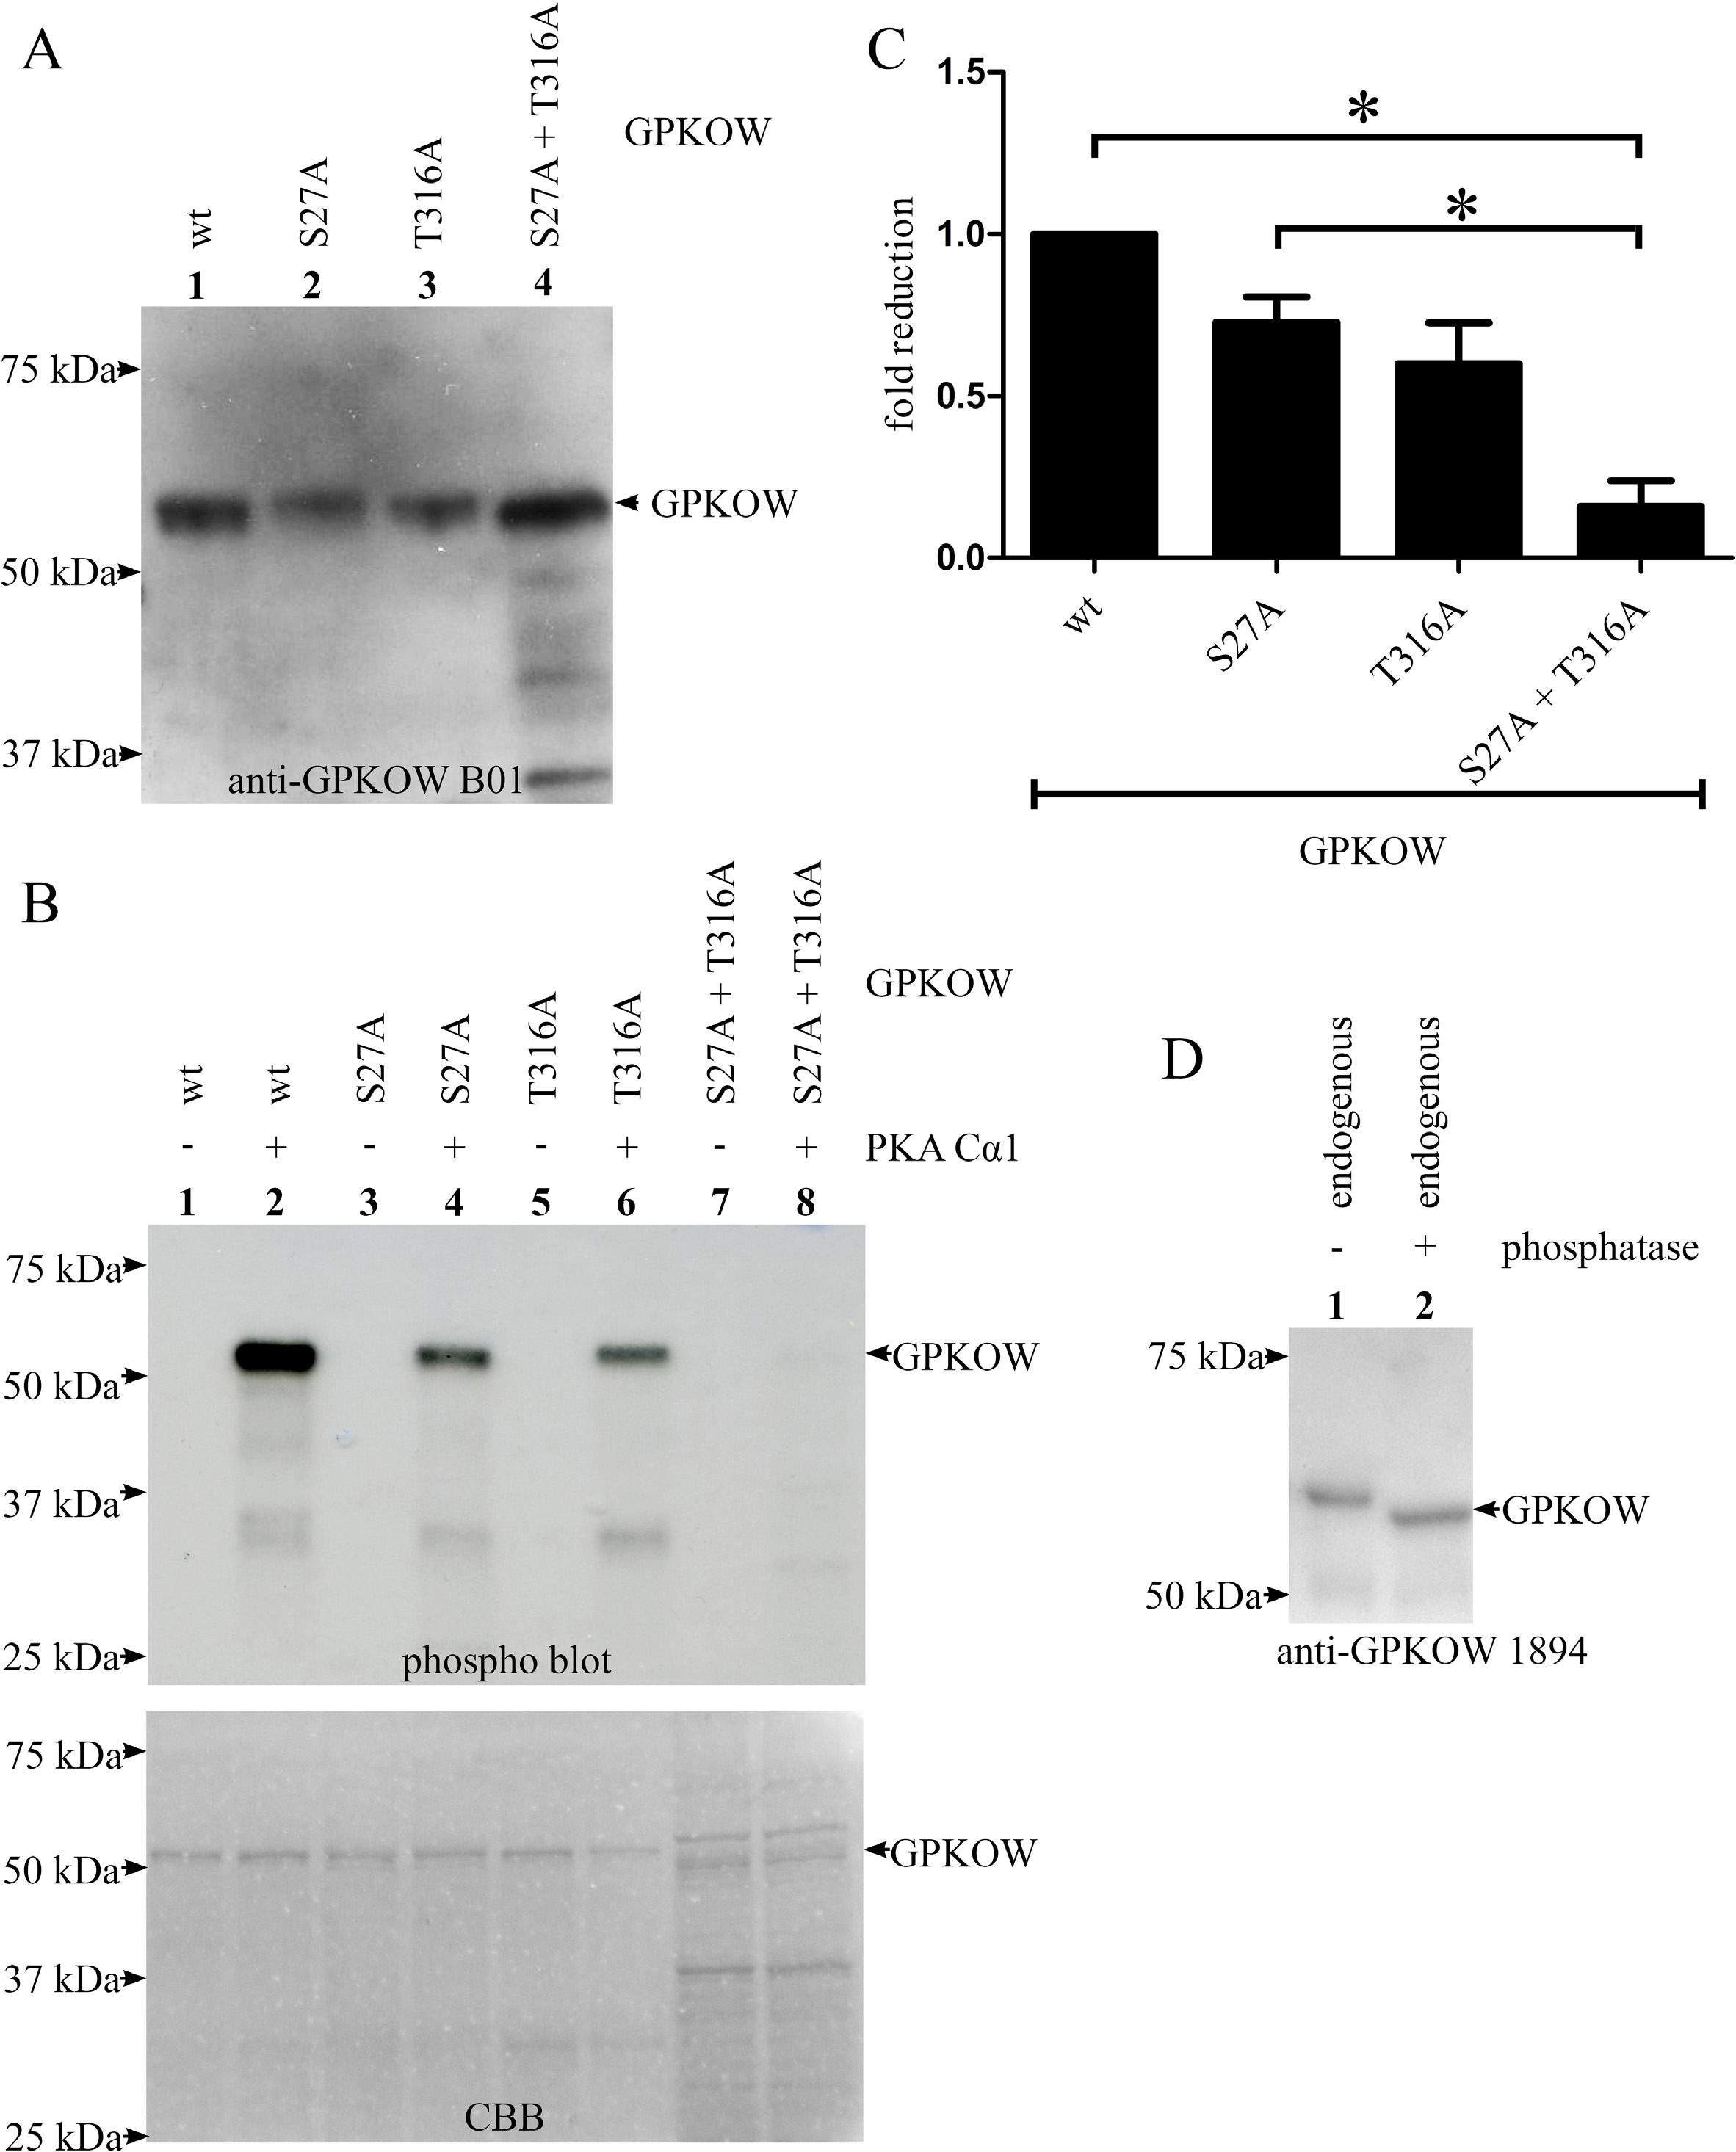 A
wt
S27A
T316A
S27A + T316A
GPKOW
1 2 3 4
75 kDa
GPKOW
50 kDa
37 kDa
anti-GPKOW B01
B
wt
wt
S27A
S27A
T316A
T316A
S27A + T316A
S27A + T316A
GPKOW
- + - + - + - + PKA Cα1
1 2 3 4 5 6 7 8
75 kDa
GPKOW
50 kDa
37 kDa
25 kDa
phospho blot
75 kDa
GPKOW
50 kDa
37 kDa
25 kDa
CBB
C
fold reduction
1.5
1.0
0.5
0.0
*
*
wt
S27A
T316A
S27A + T316A
GPKOW
D
endogenous
endogenous
- + phosphatase
1 2
75 kDa
GPKOW
50 kDa
anti-GPKOW 1894